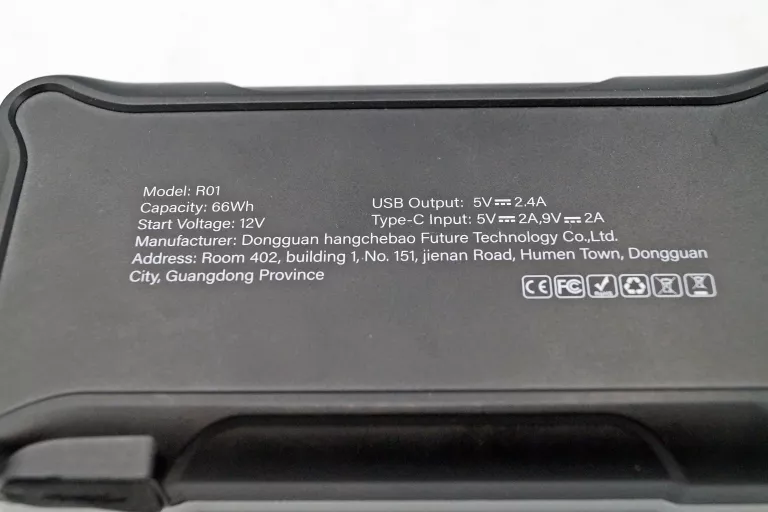 Model: R01
Capacity: 66Wh
Start Voltage: 12V
USB Output: 5V⎓2.4A
Type-C Input: 5V⎓2A,9V⎓2A
Manufacturer: Dongguan hangchebao Future Technology Co.,Ltd.
Address: Room 402, building 1, No. 151, jienan Road, Humen Town, Dongguan
City, Guangdong Province
CE FC